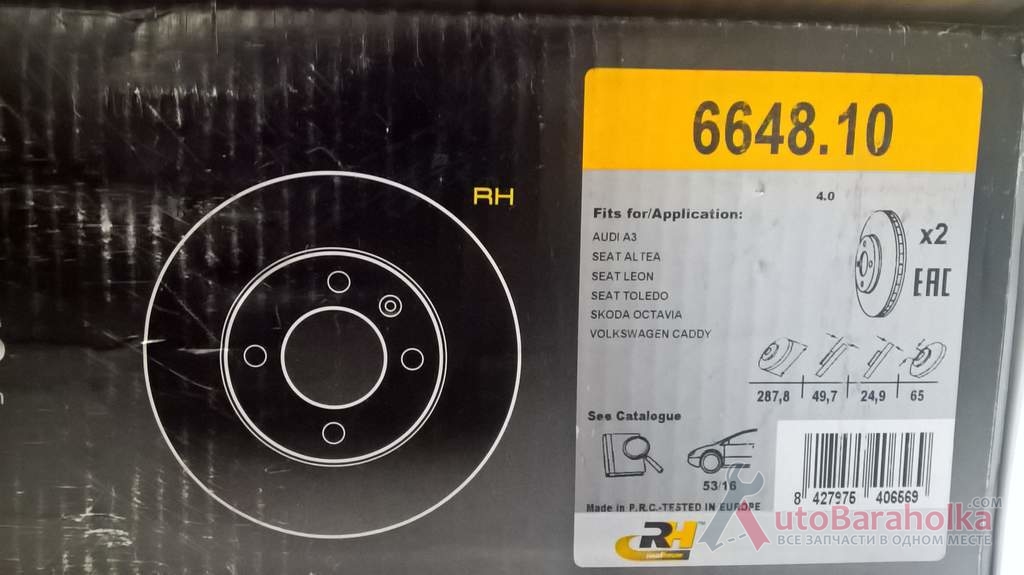 RH
6648.10
4.0
Fits for/Application:
AUDI A3
SEAT ALTEA
SEAT LEON
SEAT TOLEDO
SKODA OCTAVIA
VOLKSWAGEN CADDY
x2
EAC
287,8 49,7 24,9 65
See Catalogue
53/16
8 427975 406569
Made in P.R.C.-TESTED IN EUROPE
RH
AutoBaraholka.COM
ВСЕ ЗАПЧАСТИ В ОДНОМ МЕСТЕ